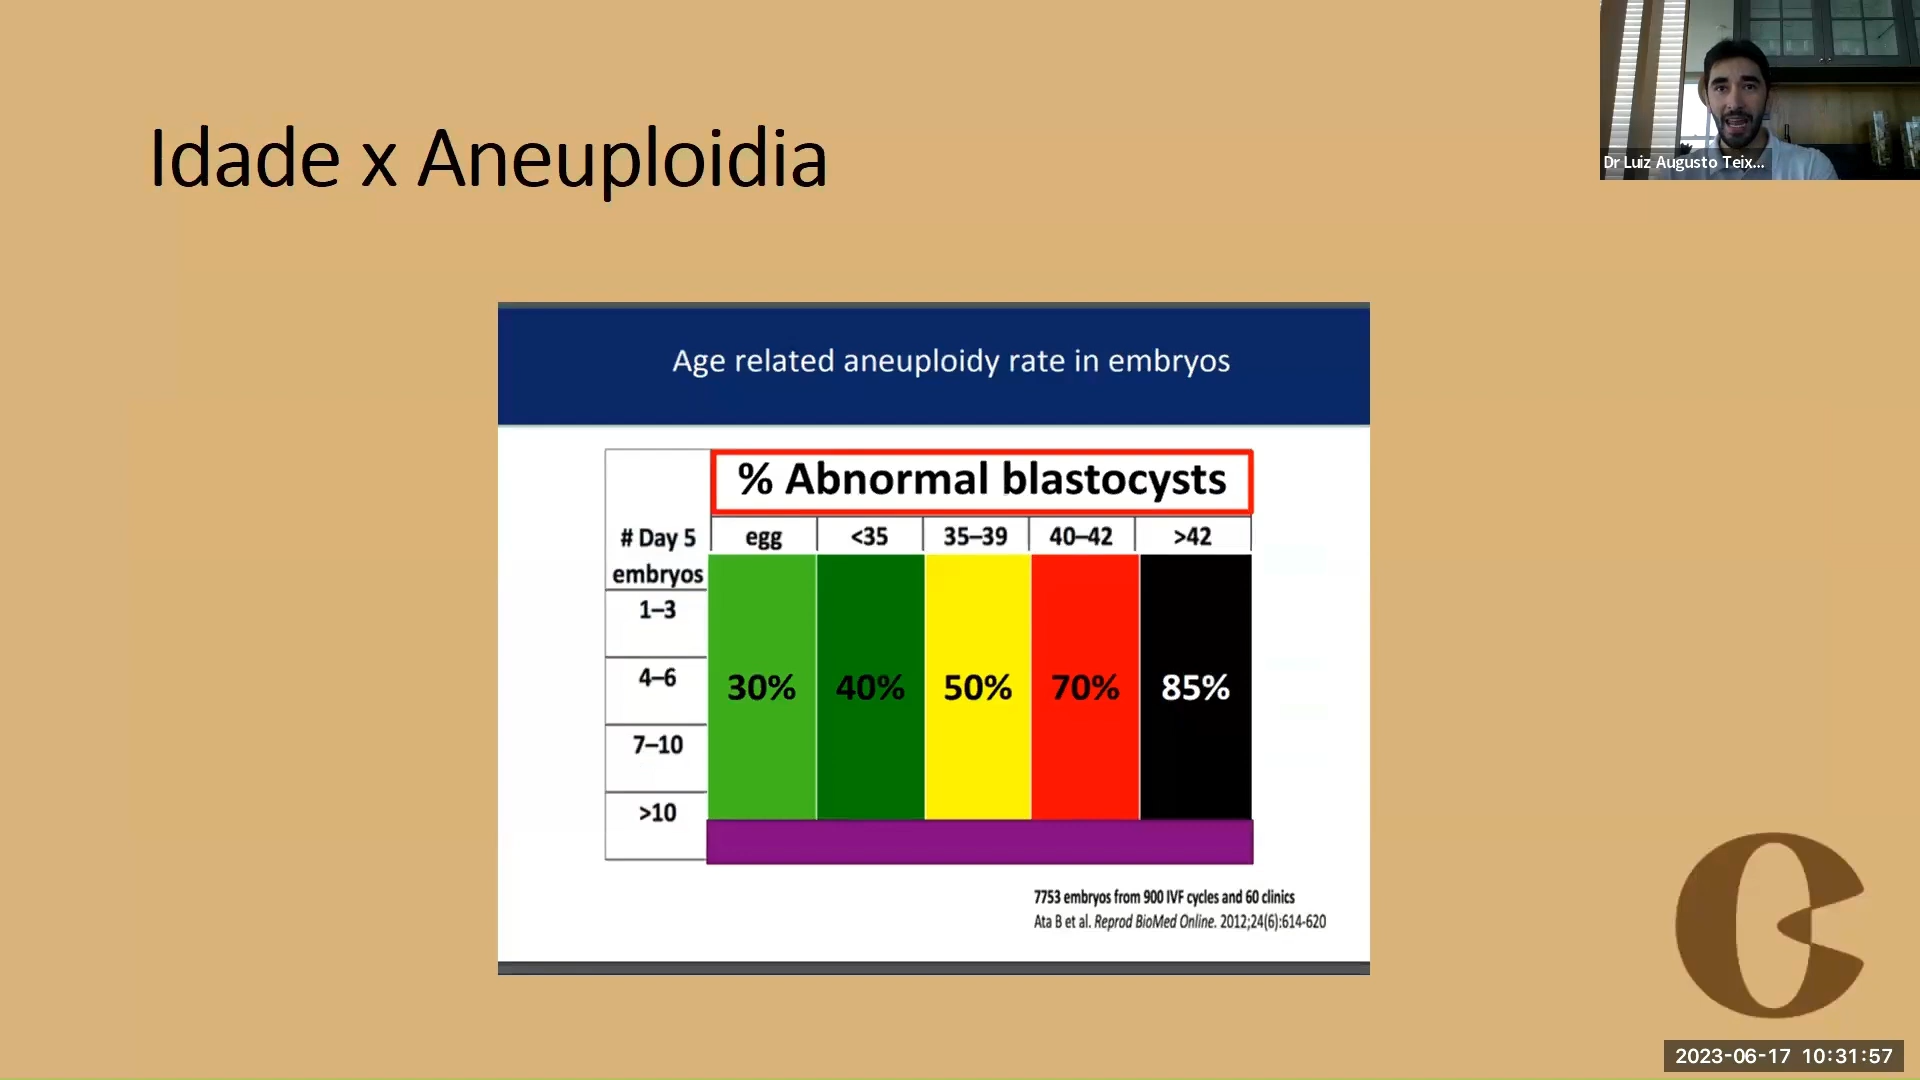 Idade x Aneuploidia
Dr Luiz Augusto Teix...
Age related aneuploidy rate in embryos
% Abnormal blastocysts
# Day 5 embryos
egg <35 35–39 40–42 >42
1–3
4–6
30% 40% 50% 70% 85%
7–10
>10
7753 embryos from 900 IVF cycles and 60 clinics
Ata B et al. Reprod BioMed Online. 2012;24(6):614-620
2023-06-17 10:31:57